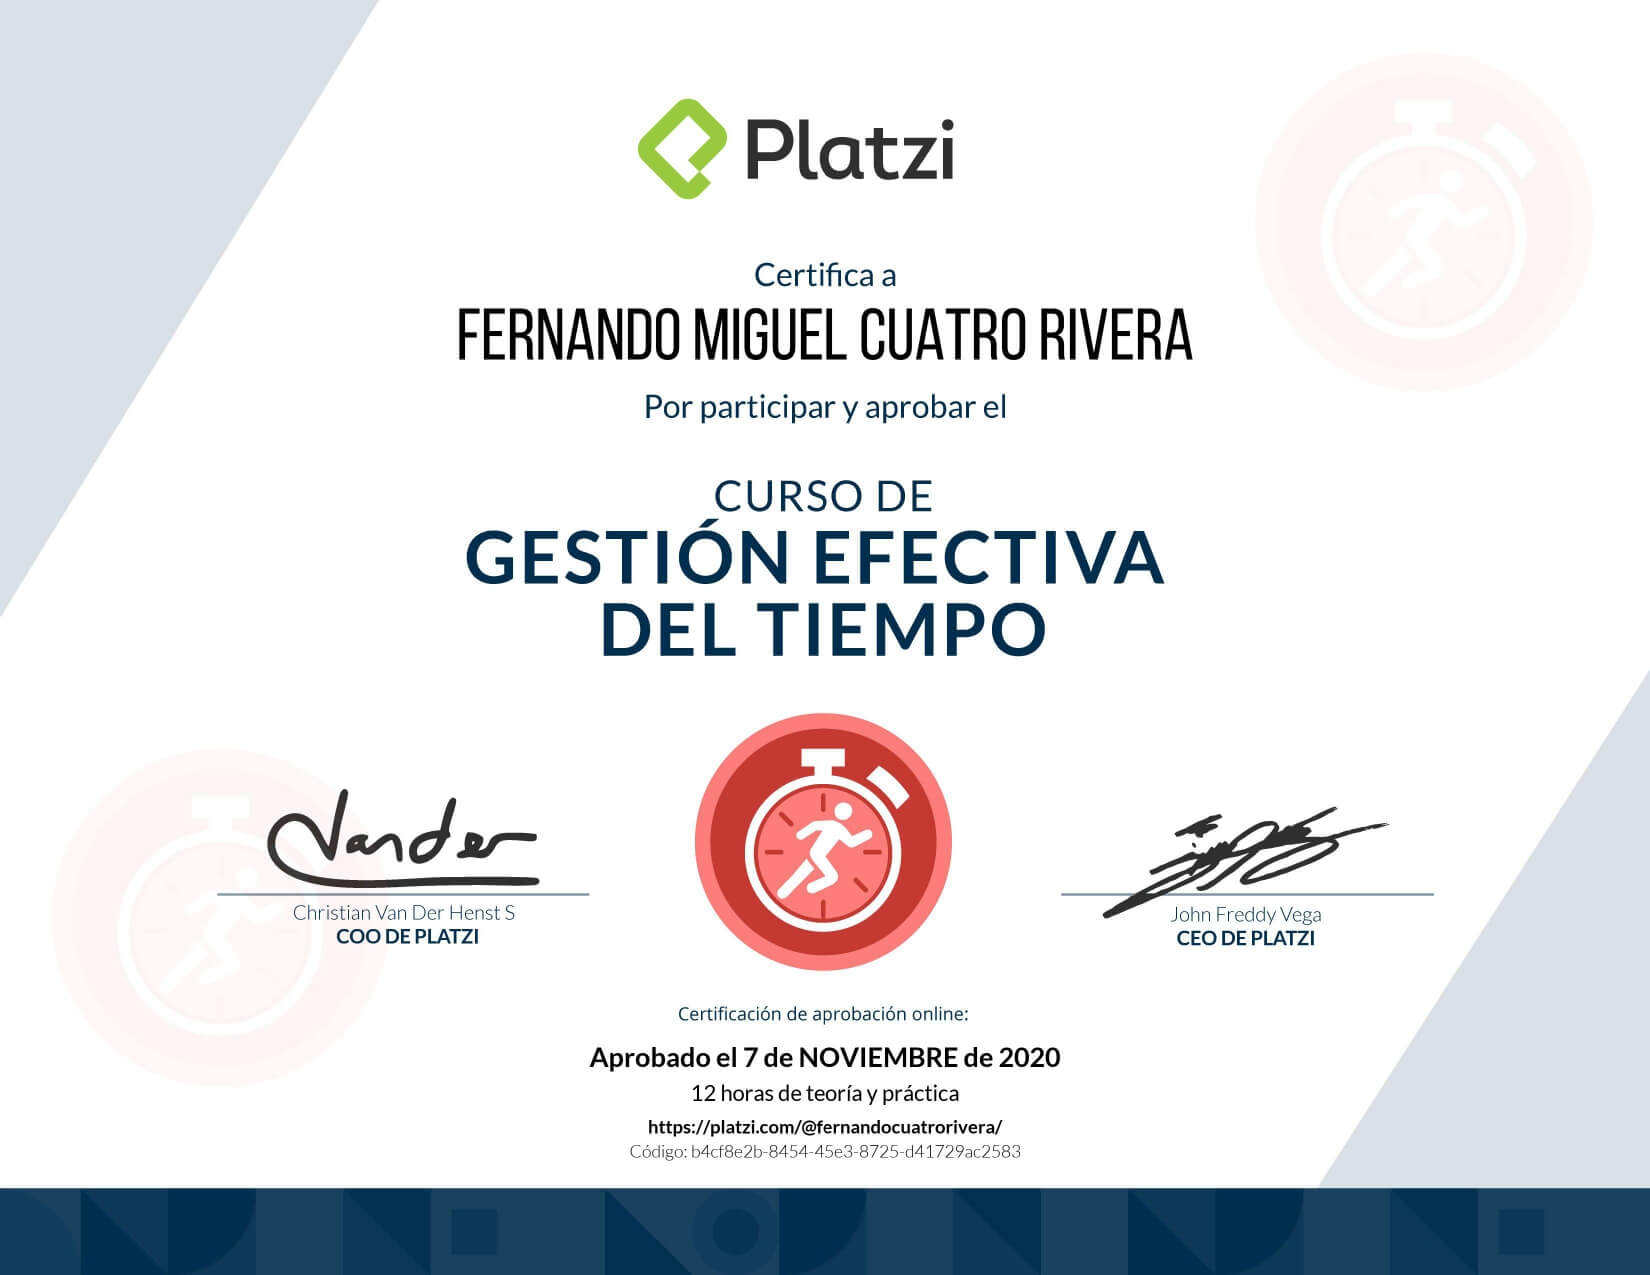 Platzi
Certifica a
FERNANDO MIGUEL CUATRO RIVERA
Por participar y aprobar el
CURSO DE
GESTIÓN EFECTIVA
DEL TIEMPO
Vander
Christian Van Der Henst S
COO DE PLATZI
John Freddy Vega
CEO DE PLATZI
Certificación de aprobación online:
Aprobado el 7 de NOVIEMBRE de 2020
12 horas de teoría y práctica
https://platzi.com/@fernandocuatrorivera/
Código: b4cf8e2b-8454-45e3-8725-d41729ac2583